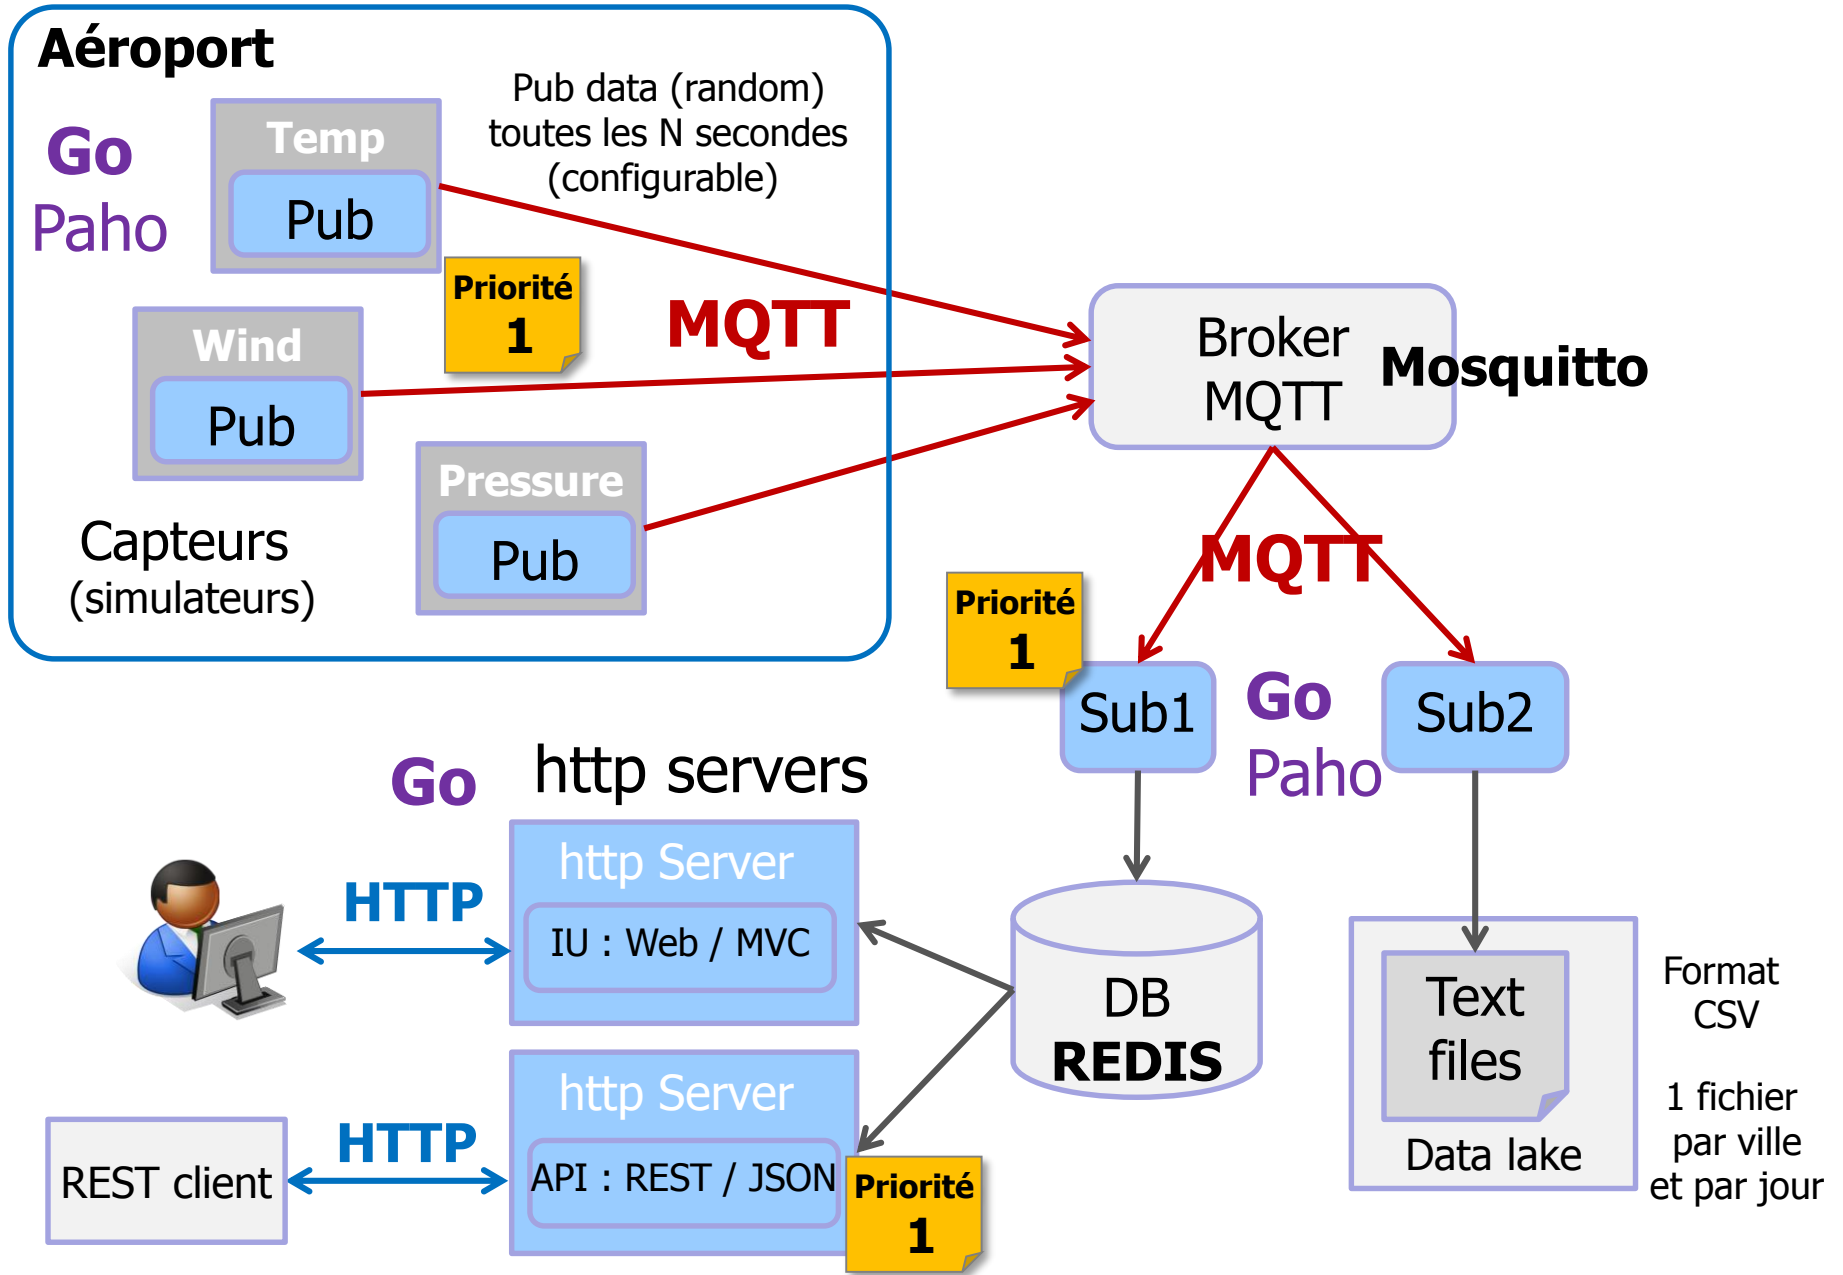 Aéroport
Pub data (random)
toutes les N secondes
(configurable)
Go
Paho
Temp
Pub
Priorité
1
MQTT
Wind
Pub
Pressure
Pub
Capteurs
(simulateurs)
Broker
MQTT
Mosquitto
MQTT
Priorité
1
Sub1
Go
Paho
Sub2
Go
http servers
http Server
HTTP
IU : Web / MVC
DB
REDIS
Text
files
Data lake
Format
CSV
1 fichier
par ville
et par jour
http Server
HTTP
REST client
API : REST / JSON
Priorité
1